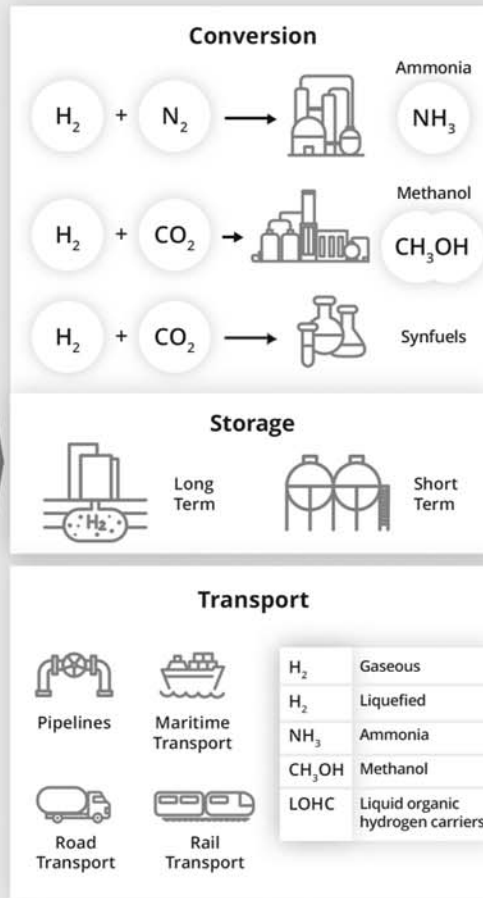 Conversion
Ammonia
H₂ + N₂ → NH₃
Methanol
H₂ + CO₂ → CH₃OH
H₂ + CO₂ → Synfuels
Storage
H₂
Long
Term
Short
Term
Transport
Pipelines
Maritime
Transport
Road
Transport
Rail
Transport
H₂ Gaseous
H₂ Liquefied
NH₃ Ammonia
CH₃OH Methanol
LOHC Liquid organic
hydrogen carriers